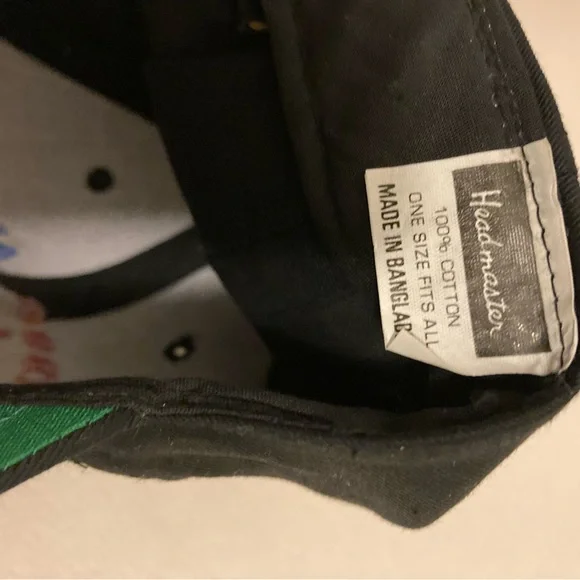 Headmaster
100% COTTON
ONE SIZE FITS ALL
MADE IN BANGLAD